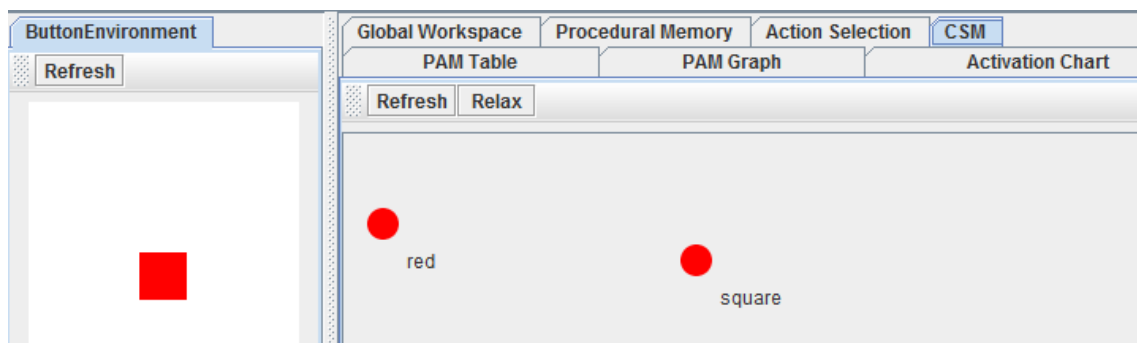 ButtonEnvironment
Refresh
Global Workspace Procedural Memory Action Selection CSM
PAM Table PAM Graph Activation Chart
Refresh Relax
red
square